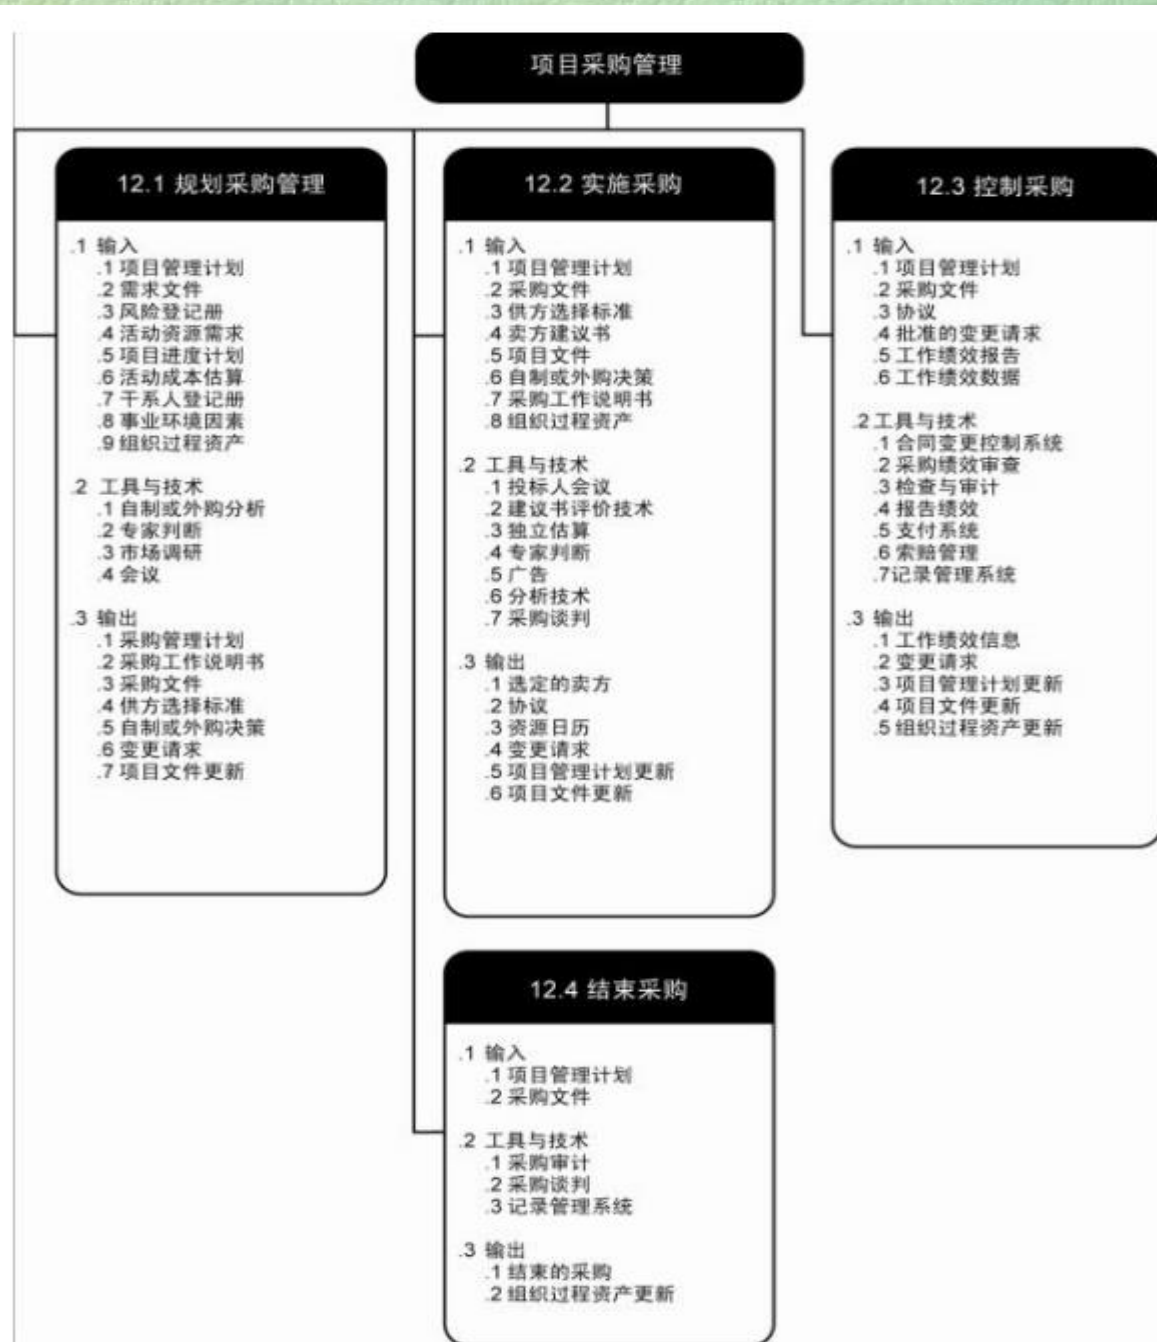 项目采购管理
12.1 规划采购管理
.1 输入
.1 项目管理计划
.2 需求文件
.3 风险登记册
.4 活动资源需求
.5 项目进度计划
.6 活动成本估算
.7 干系人登记册
.8 事业环境因素
.9 组织过程资产
.2 工具与技术
.1 自制或外购分析
.2 专家判断
.3 市场调研
.4 会议
.3 输出
.1 采购管理计划
.2 采购工作说明书
.3 采购文件
.4 供方选择标准
.5 自制或外购决策
.6 变更请求
.7 项目文件更新
12.2 实施采购
.1 输入
.1 项目管理计划
.2 采购文件
.3 供方选择标准
.4 卖方建议书
.5 项目文件
.6 自制或外购决策
.7 采购工作说明书
.8 组织过程资产
.2 工具与技术
.1 投标人会议
.2 建议书评价技术
.3 独立估算
.4 专家判断
.5 广告
.6 分析技术
.7 采购谈判
.3 输出
.1 选定的卖方
.2 协议
.3 资源日历
.4 变更请求
.5 项目管理计划更新
.6 项目文件更新
12.3 控制采购
.1 输入
.1 项目管理计划
.2 采购文件
.3 协议
.4 批准的变更请求
.5 工作绩效报告
.6 工作绩效数据
.2 工具与技术
.1 合同变更控制系统
.2 采购绩效审查
.3 检查与审计
.4 报告绩效
.5 支付系统
.6 索赔管理
.7 记录管理系统
.3 输出
.1 工作绩效信息
.2 变更请求
.3 项目管理计划更新
.4 项目文件更新
.5 组织过程资产更新
12.4 结束采购
.1 输入
.1 项目管理计划
.2 采购文件
.2 工具与技术
.1 采购审计
.2 采购谈判
.3 记录管理系统
.3 输出
.1 结束的采购
.2 组织过程资产更新